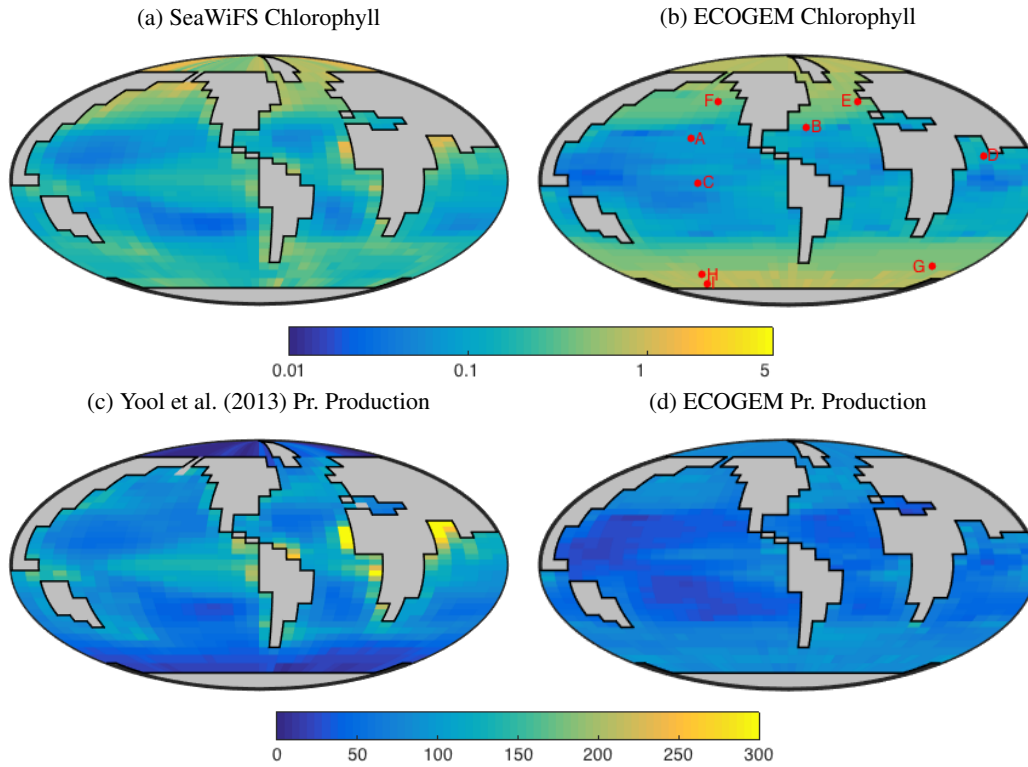 (a) SeaWiFS Chlorophyll
(b) ECOGEM Chlorophyll
F
E
B
A
D
C
G
H
I
0.01 0.1 1 5
(c) Yool et al. (2013) Pr. Production
(d) ECOGEM Pr. Production
0 50 100 150 200 250 300